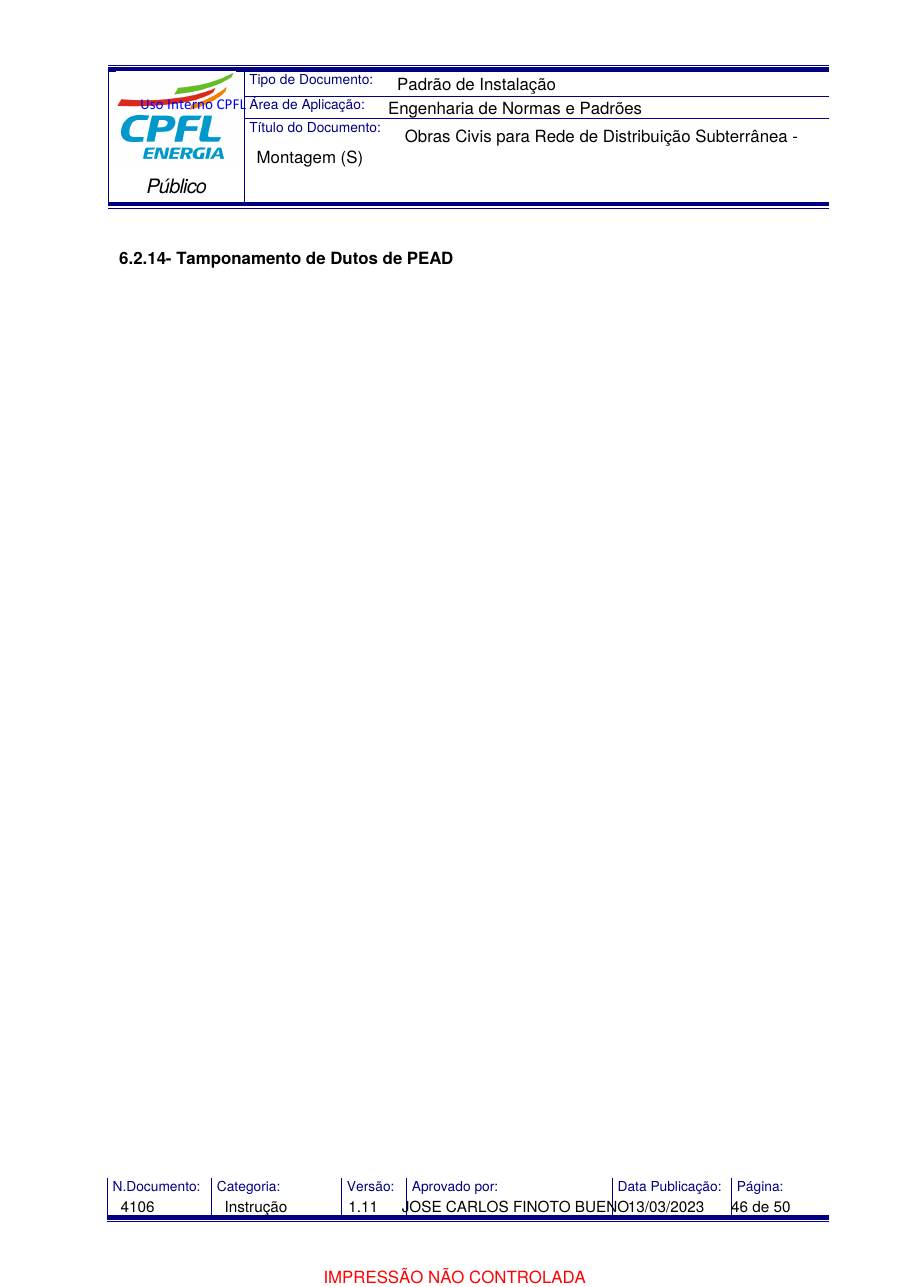 Tipo de Documento: Padrão de Instalação
Uso Interno CPFL Área de Aplicação: Engenharia de Normas e Padrões
CPFL
ENERGIA
Público
Título do Documento: Obras Civis para Rede de Distribuição Subterrânea -
Montagem (S)
6.2.14- Tamponamento de Dutos de PEAD
N.Documento: Categoria: Versão: Aprovado por: Data Publicação: Página:
4106 Instrução 1.11 JOSE CARLOS FINOTO BUENO 13/03/2023 46 de 50
IMPRESSÃO NÃO CONTROLADA